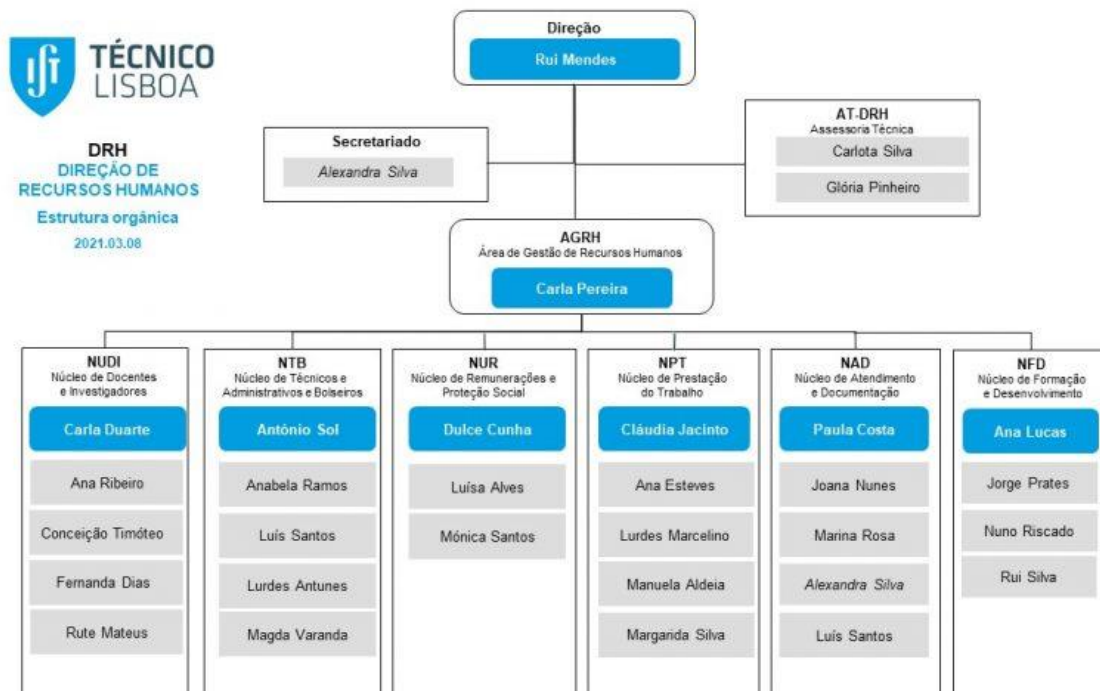 Direção
Rui Mendes
IST
TÉCNICO
LISBOA
DRH
DIREÇÃO DE
RECURSOS HUMANOS
Estrutura orgânica
2021.03.08
Secretariado
Alexandra Silva
AT-DRH
Assessoria Técnica
Carlota Silva
Glória Pinheiro
AGRH
Área de Gestão de Recursos Humanos
Carla Pereira
NUDI
Núcleo de Docentes
e Investigadores
Carla Duarte
Ana Ribeiro
Conceição Timóteo
Fernanda Dias
Rute Mateus
NTB
Núcleo de Técnicos e
Administrativos e Bolseiros
António Sol
Anabela Ramos
Luís Santos
Lurdes Antunes
Magda Varanda
NUR
Núcleo de Remunerações e
Proteção Social
Dulce Cunha
Luísa Alves
Mónica Santos
NPT
Núcleo de Prestação
do Trabalho
Cláudia Jacinto
Ana Esteves
Lurdes Marcelino
Manuela Aldeia
Margarida Silva
NAD
Núcleo de Atendimento
e Documentação
Paula Costa
Joana Nunes
Marina Rosa
Alexandra Silva
Luís Santos
NFD
Núcleo de Formação
e Desenvolvimento
Ana Lucas
Jorge Prates
Nuno Riscado
Rui Silva